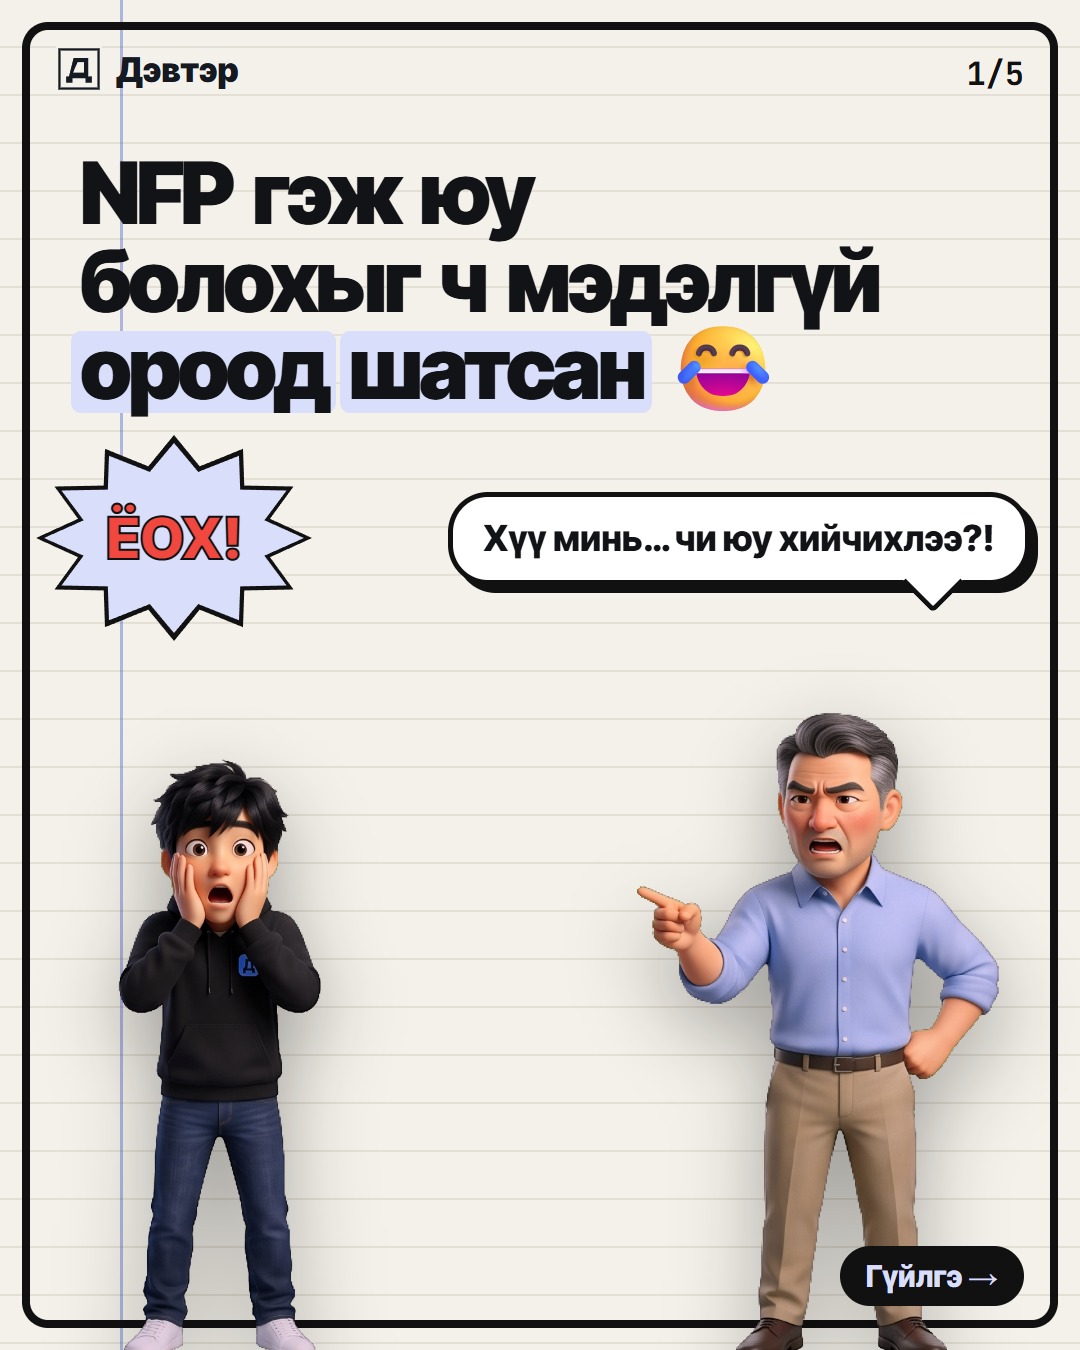 Д Дэвтэр
1/5
NFP гэж юу
болохыг ч мэдэлгүй
ороод шатсан 😂
ЁОХ!
Хүү минь... чи юу хийчихлээ?!
Д
Гүйлгэ →